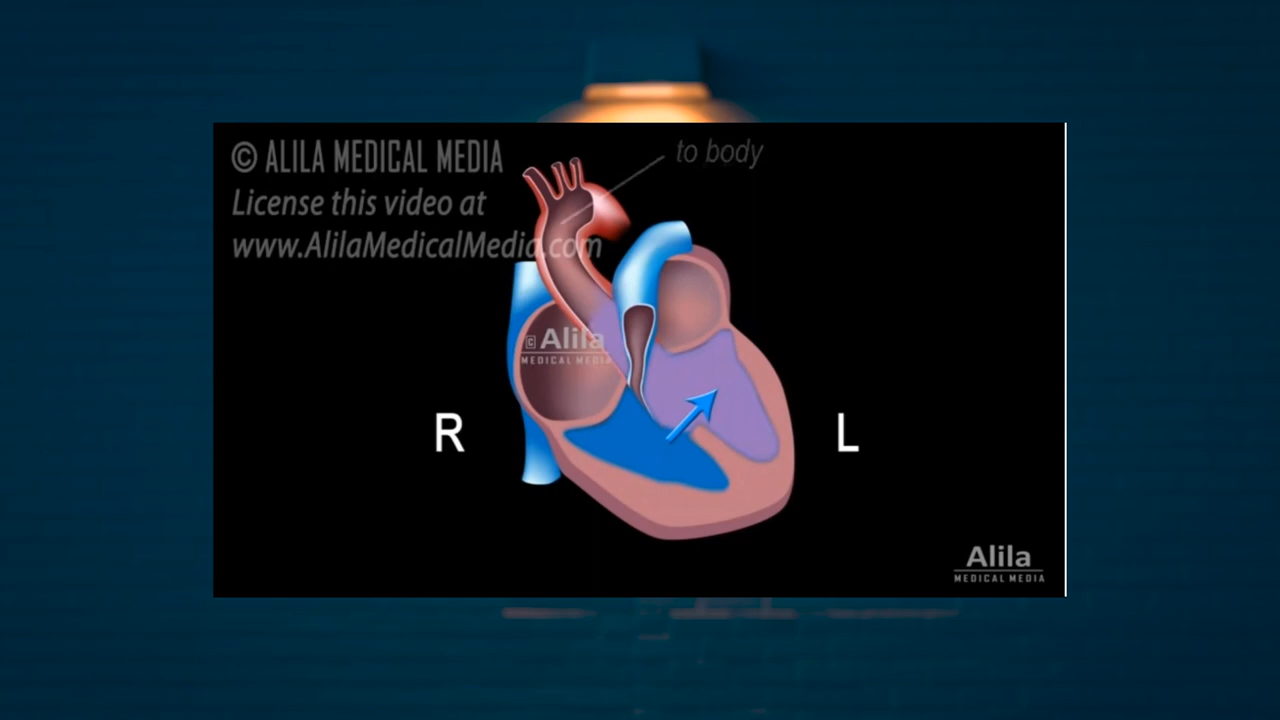 © ALILA MEDICAL MEDIA
License this video at
www.AlilaMedicalMedia.com
to body
© Alila
MEDICAL MEDIA
R
L
Alila
MEDICAL MEDIA